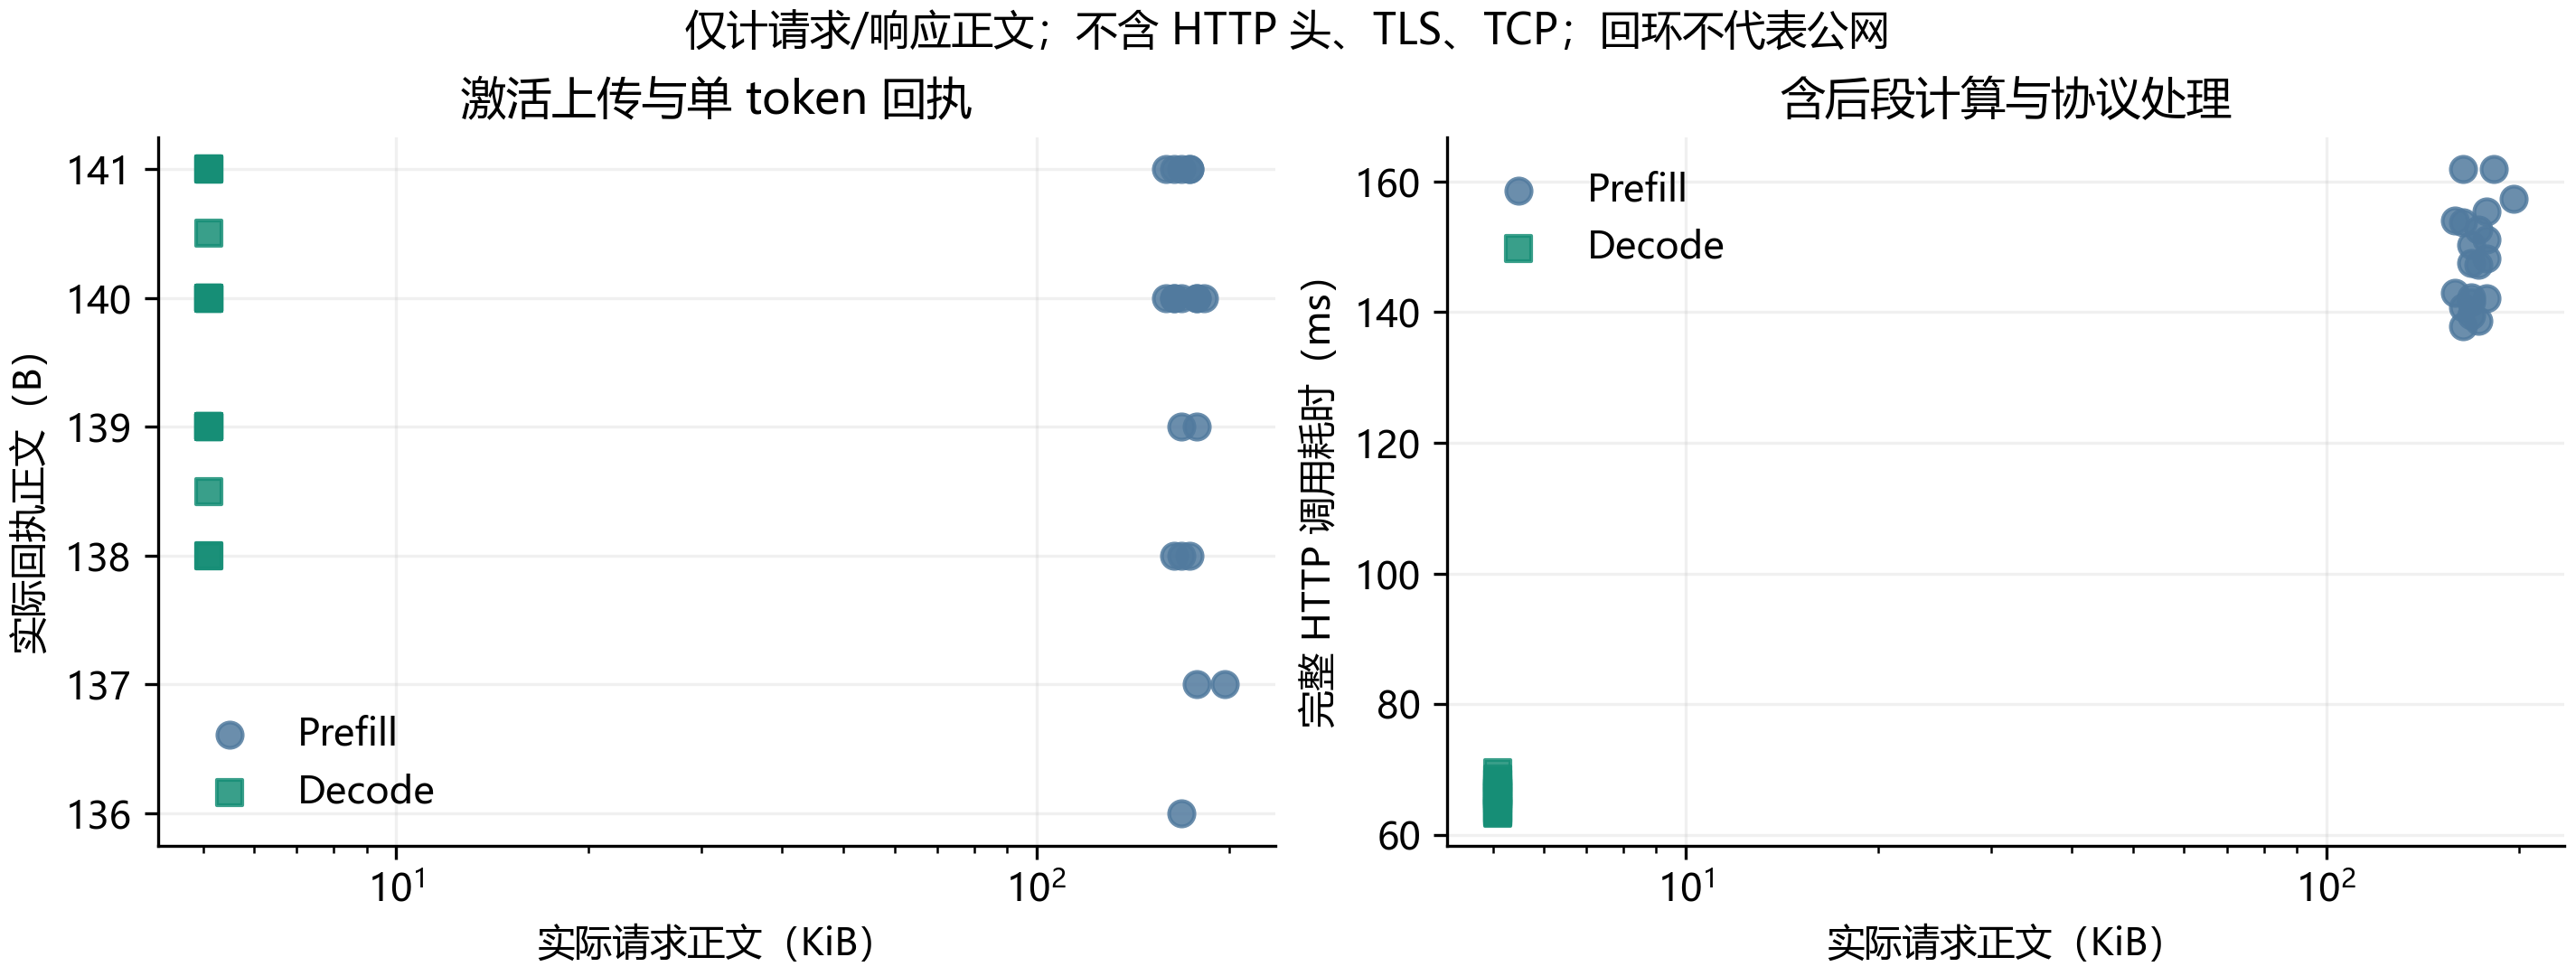 仅计请求/响应正文；不含 HTTP 头、TLS、TCP；回环不代表公网
激活上传与单 token 回执
实际回执正文（B）
141
140
139
138
137
136
Prefill
Decode
10¹
10²
实际请求正文（KiB）
含后段计算与协议处理
完整 HTTP 调用耗时（ms）
160
140
120
100
80
60
Prefill
Decode
10¹
10²
实际请求正文（KiB）